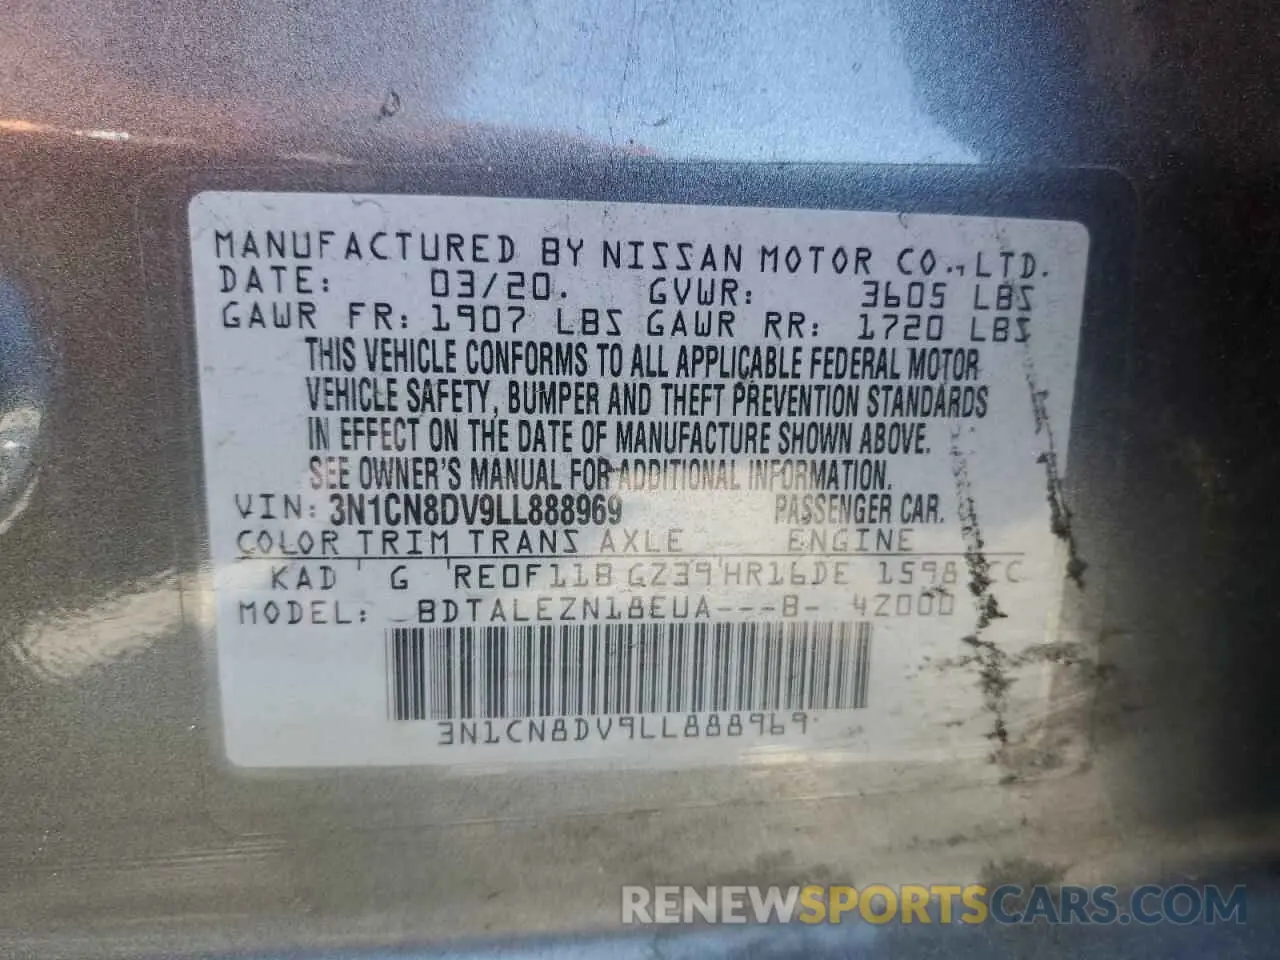 MANUFACTURED BY NISSAN MOTOR CO., LTD.
DATE: 03/20. GVWR: 3605 LBS
GAWR FR: 1907 LBS GAWR RR: 1720 LBS
THIS VEHICLE CONFORMS TO ALL APPLICABLE FEDERAL MOTOR
VEHICLE SAFETY, BUMPER AND THEFT PREVENTION STANDARDS
IN EFFECT ON THE DATE OF MANUFACTURE SHOWN ABOVE.
SEE OWNER'S MANUAL FOR ADDITIONAL INFORMATION.
VIN: 3N1CN8DV9LL888969 PASSENGER CAR.
COLOR TRIM TRANS AXLE ENGINE
KAD G RE0F11B GZ39 HR16DE 1598 CC
MODEL: BDTALEZN18EUA---B- 4Z000
3N1CN8DV9LL888969
RENEWSPORTSCARS.COM